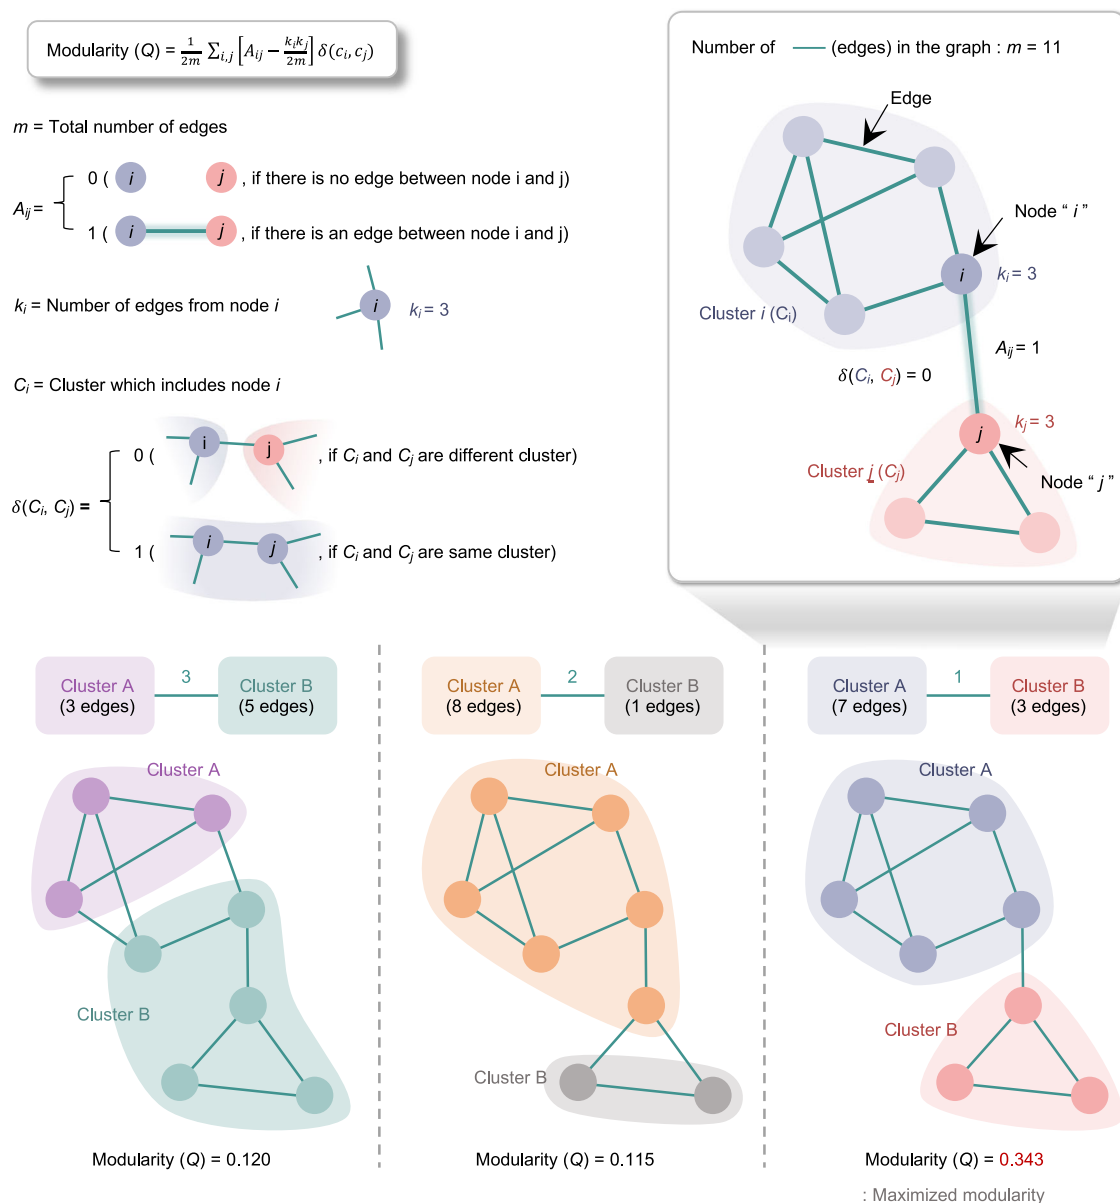 Modularity (Q) = 1/2m ∑i,j [Aij − kikj/2m] δ(ci, cj)
m = Total number of edges
Aij =
0 ( i j , if there is no edge between node i and j)
1 ( i j , if there is an edge between node i and j)
ki = Number of edges from node i
i
ki = 3
Ci = Cluster which includes node i
δ(Ci, Cj) =
0 ( i j , if Ci and Cj are different cluster)
1 ( i j , if Ci and Cj are same cluster)
Number of (edges) in the graph : m = 11
Edge
Node “ i ”
i
ki = 3
Cluster i (Ci)
Aij = 1
δ(Ci, Cj) = 0
kj = 3
j
Cluster j (Cj)
Node “ j ”
Cluster A
(3 edges)
3
Cluster B
(5 edges)
Cluster A
Cluster B
Modularity (Q) = 0.120
Cluster A
(8 edges)
2
Cluster B
(1 edges)
Cluster A
Cluster B
Modularity (Q) = 0.115
Cluster A
(7 edges)
1
Cluster B
(3 edges)
Cluster A
Cluster B
Modularity (Q) = 0.343
: Maximized modularity